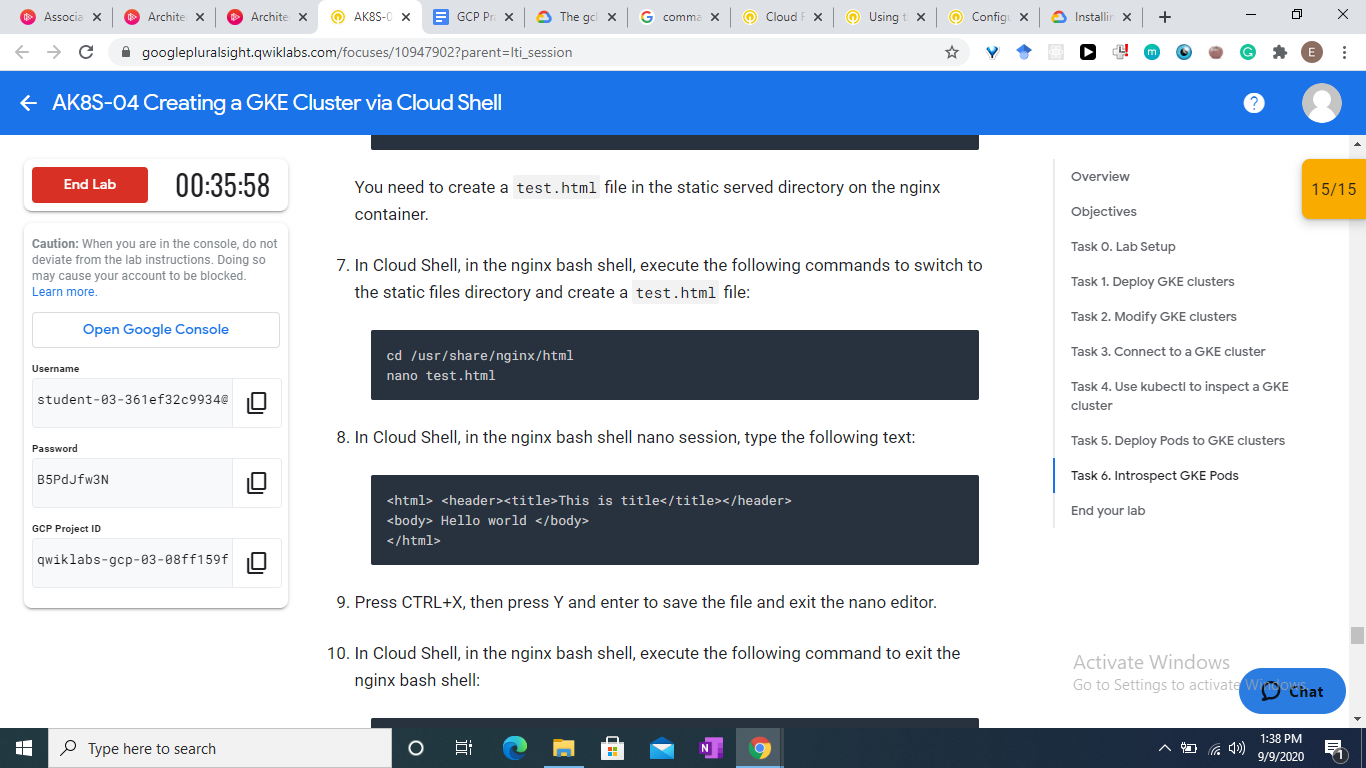 Associa
Archite
Archite
AK8S-0
GCP Pr
The gcl
comma
Cloud F
Using t
Configu
Installin
googlepluralsight.qwiklabs.com/focuses/10947902?parent=lti_session
E
AK8S-04 Creating a GKE Cluster via Cloud Shell
End Lab
00:35:58
Caution: When you are in the console, do not
deviate from the lab instructions. Doing so
may cause your account to be blocked.
Learn more.
Open Google Console
Username
student-03-361ef32c9934@
Password
B5PdJfw3N
GCP Project ID
qwiklabs-gcp-03-08ff159f
You need to create a test.html file in the static served directory on the nginx
container.
7. In Cloud Shell, in the nginx bash shell, execute the following commands to switch to
the static files directory and create a test.html file:
cd /usr/share/nginx/html
nano test.html
8. In Cloud Shell, in the nginx bash shell nano session, type the following text:
<html> <header><title>This is title</title></header>
<body> Hello world </body>
</html>
9. Press CTRL+X, then press Y and enter to save the file and exit the nano editor.
10. In Cloud Shell, in the nginx bash shell, execute the following command to exit the
nginx bash shell:
Overview
Objectives
Task 0. Lab Setup
Task 1. Deploy GKE clusters
Task 2. Modify GKE clusters
Task 3. Connect to a GKE cluster
Task 4. Use kubectl to inspect a GKE
cluster
Task 5. Deploy Pods to GKE clusters
Task 6. Introspect GKE Pods
End your lab
15/15
Activate Windows
Go to Settings to activate Windows.
Chat
Type here to search
1:38 PM
9/9/2020
1